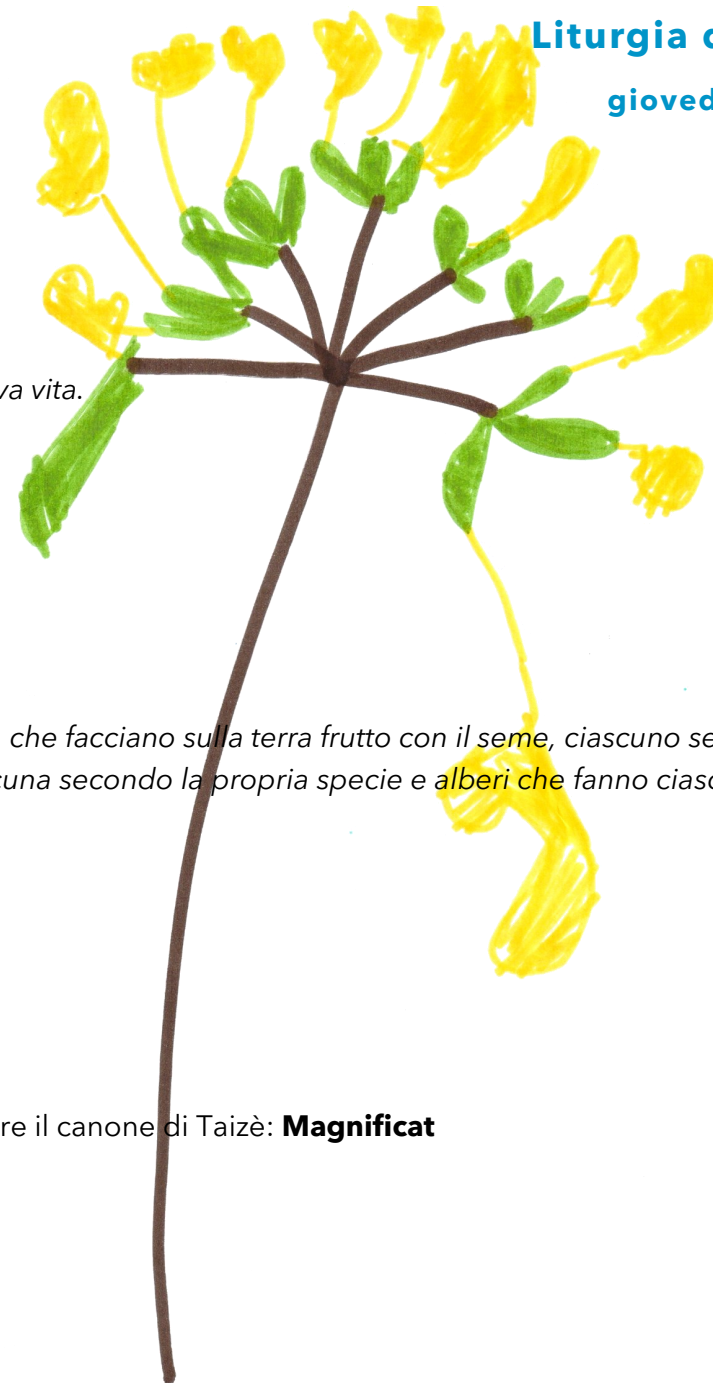 Liturgia d
gioved
va vita.
che facciano sulla terra frutto con il seme, ciascuno se
cuna secondo la propria specie e alberi che fanno ciasc
re il canone di Taizè: Magnificat